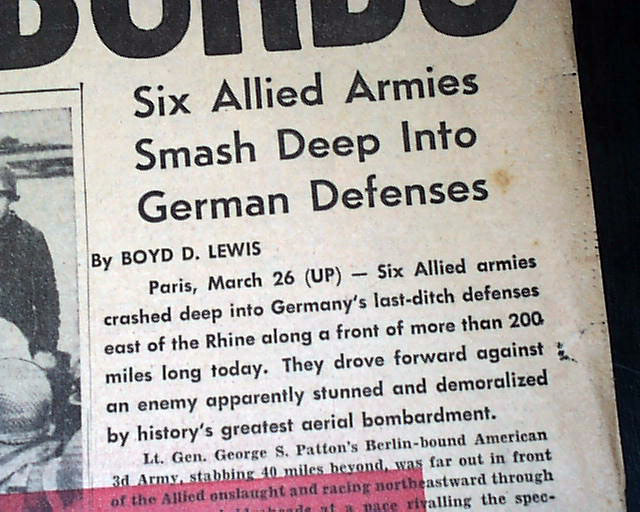 Six Allied Armies
Smash Deep Into
German Defenses
By BOYD D. LEWIS
Paris, March 26 (UP) — Six Allied armies
crashed deep into Germany's last-ditch defenses
east of the Rhine along a front of more than 200
miles long today. They drove forward against
an enemy apparently stunned and demoralized
by history's greatest aerial bombardment.
Lt. Gen. George S. Patton's Berlin-bound American
3d Army, stabbing 40 miles beyond, was far out in front
of the Allied onslaught and racing northeastward through
at a pace rivalling the spec-